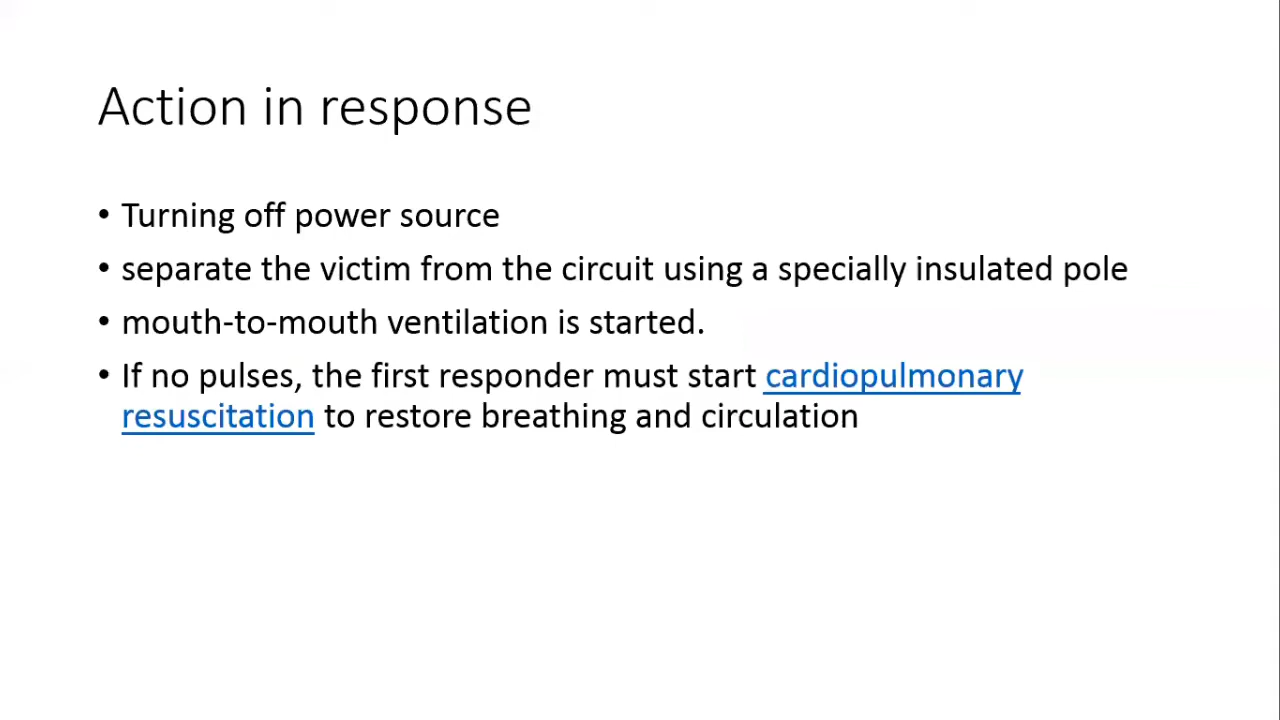 Action in response
• Turning off power source
• separate the victim from the circuit using a specially insulated pole
• mouth-to-mouth ventilation is started.
• If no pulses, the first responder must start cardiopulmonary
resuscitation to restore breathing and circulation